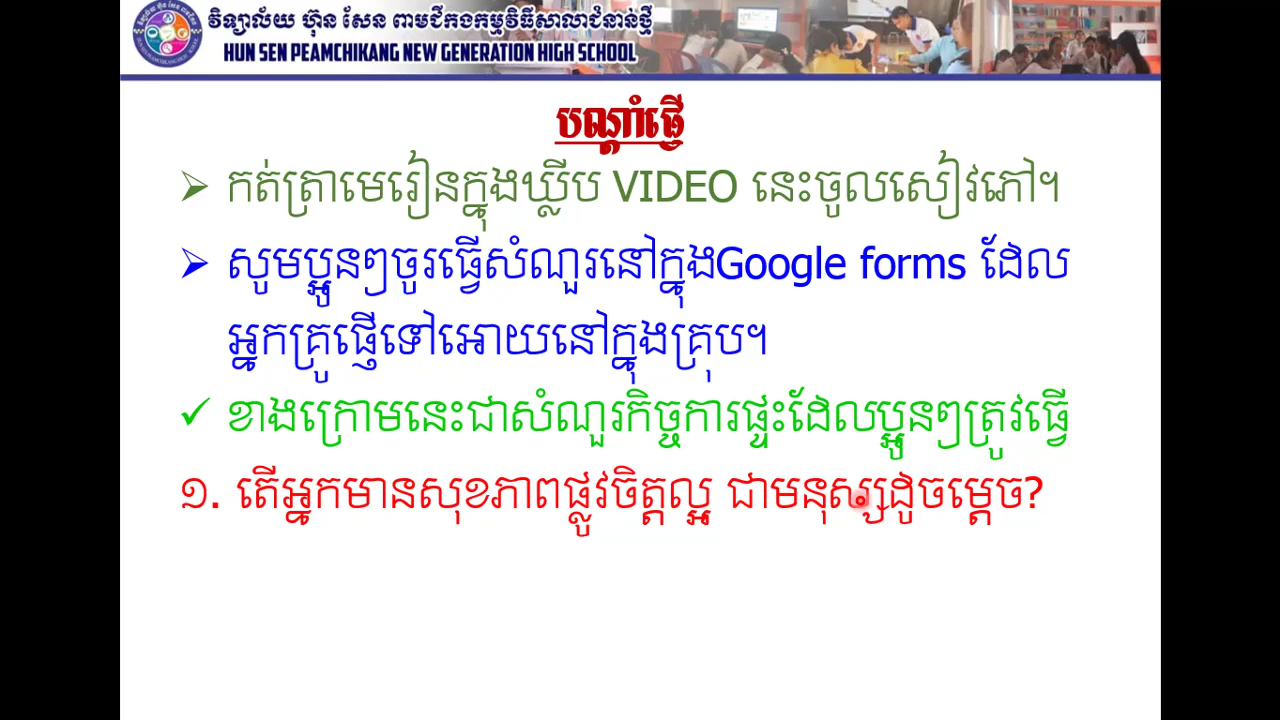 វិទ្យាល័យ ហ៊ុន សែន ពាមជីកងកម្មវិធីសាលាជំនាន់ថ្មី
HUN SEN PEAMCHIKANG NEW GENERATION HIGH SCHOOL
បណ្ដាំផ្ញើ
➢ កត់ត្រាមេរៀនក្នុងឃ្លីប VIDEO នេះចូលសៀវភៅ។
➢ សូមប្អូនៗចូរធ្វើសំណួរនៅក្នុងGoogle forms ដែល
អ្នកគ្រូផ្ញើទៅអោយនៅក្នុងគ្រុប។
✓ ខាងក្រោមនេះជាសំណួរកិច្ចការផ្ទះដែលប្អូនៗត្រូវធ្វើ
១. តើអ្នកមានសុខភាពផ្លូវចិត្តល្អ ជាមនុស្សដូចម្ដេច?